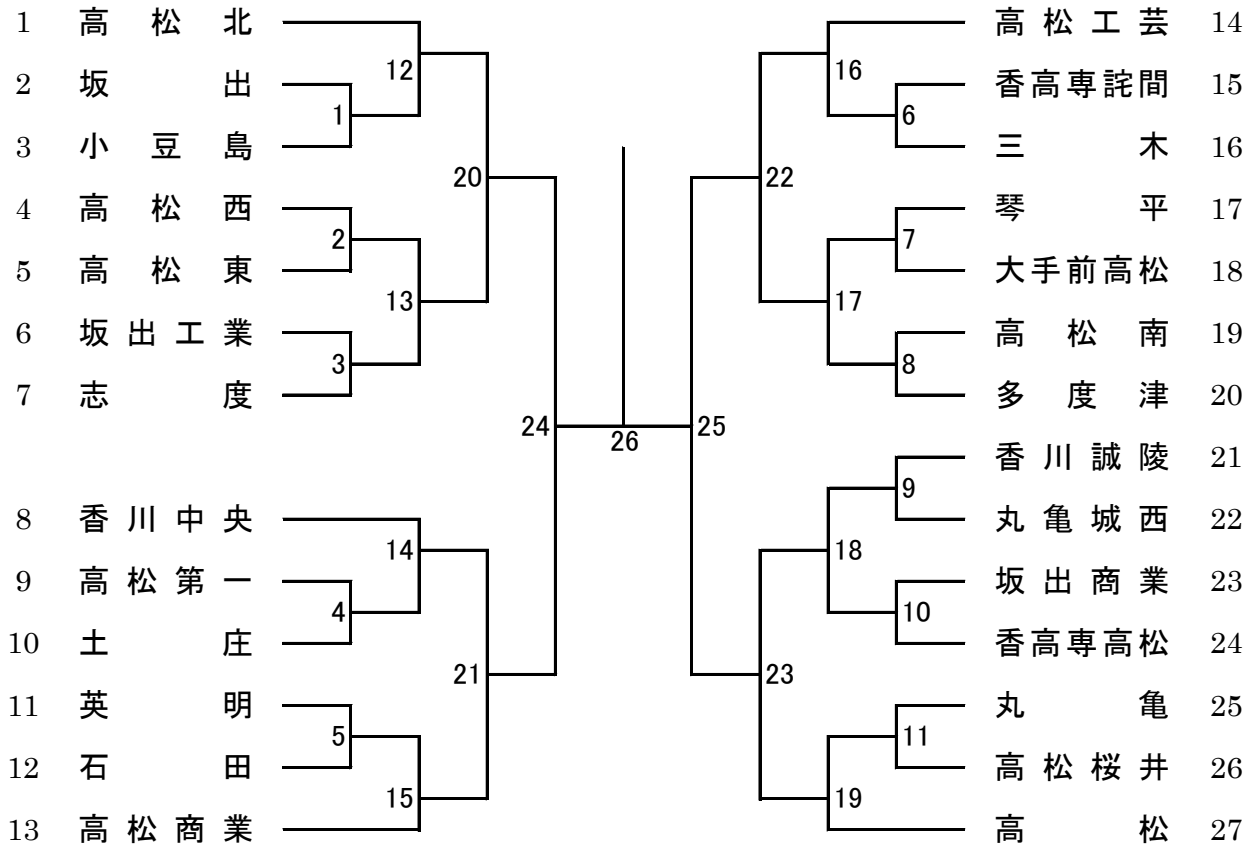 1 高松北 高松工芸 14
12 16
2 坂出 香高専詫間 15
1 6
3 小豆島 三木 16
20 22
4 高松西 琴平 17
2 7
5 高松東 大手前高松 18
13 17
6 坂出工業 高松南 19
3 8
7 志度 多度津 20
24 26 25
香川誠陵 21
9
8 香川中央 丸亀城西 22
14 18
9 高松第一 坂出商業 23
4 10
10 土庄 香高専高松 24
21 23
11 英明 丸亀 25
5 11
12 石田 高松桜井 26
15 19
13 高松商業 高松 27